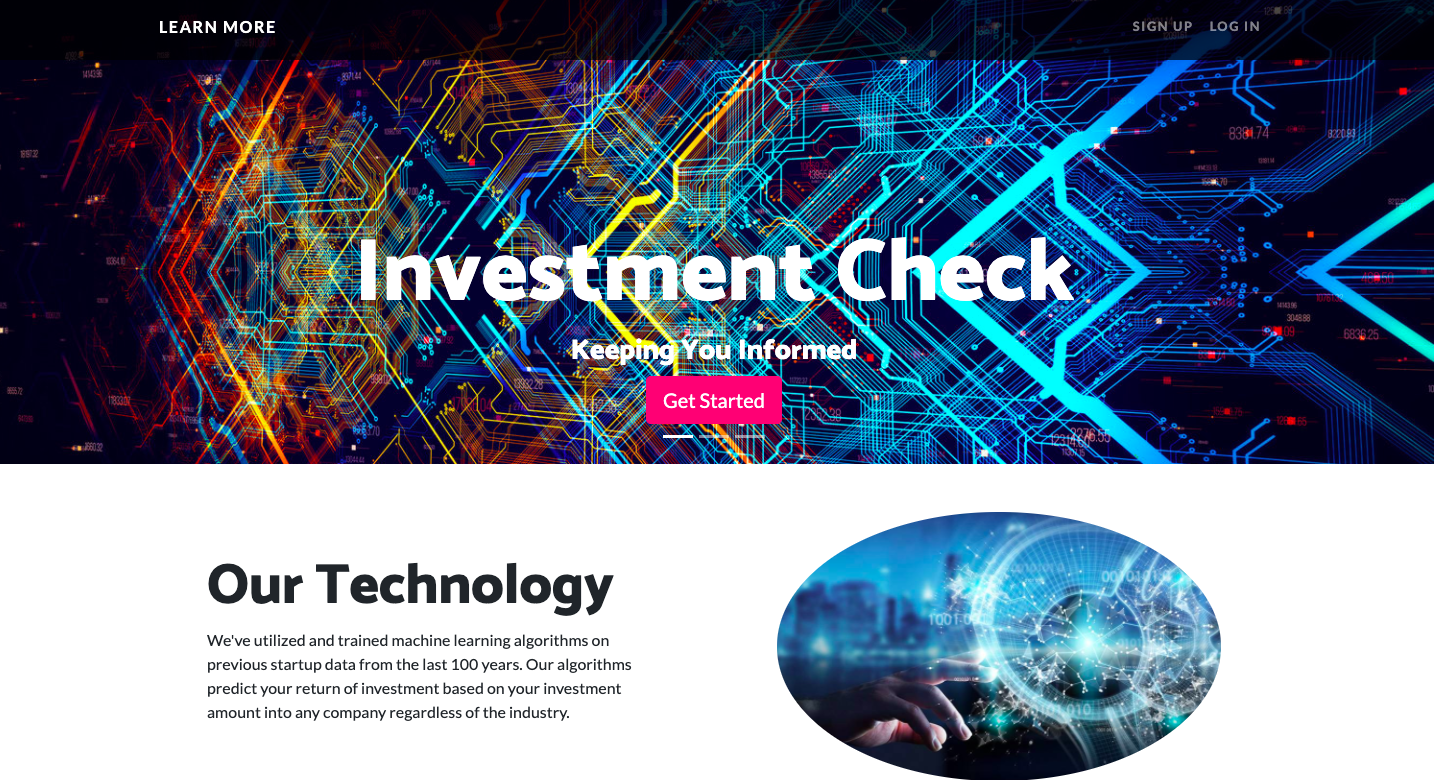 LEARN MORE
SIGN UP LOG IN
Investment Check
Keeping You Informed
Get Started
Our Technology
We've utilized and trained machine learning algorithms on
previous startup data from the last 100 years. Our algorithms
predict your return of investment based on your investment
amount into any company regardless of the industry.